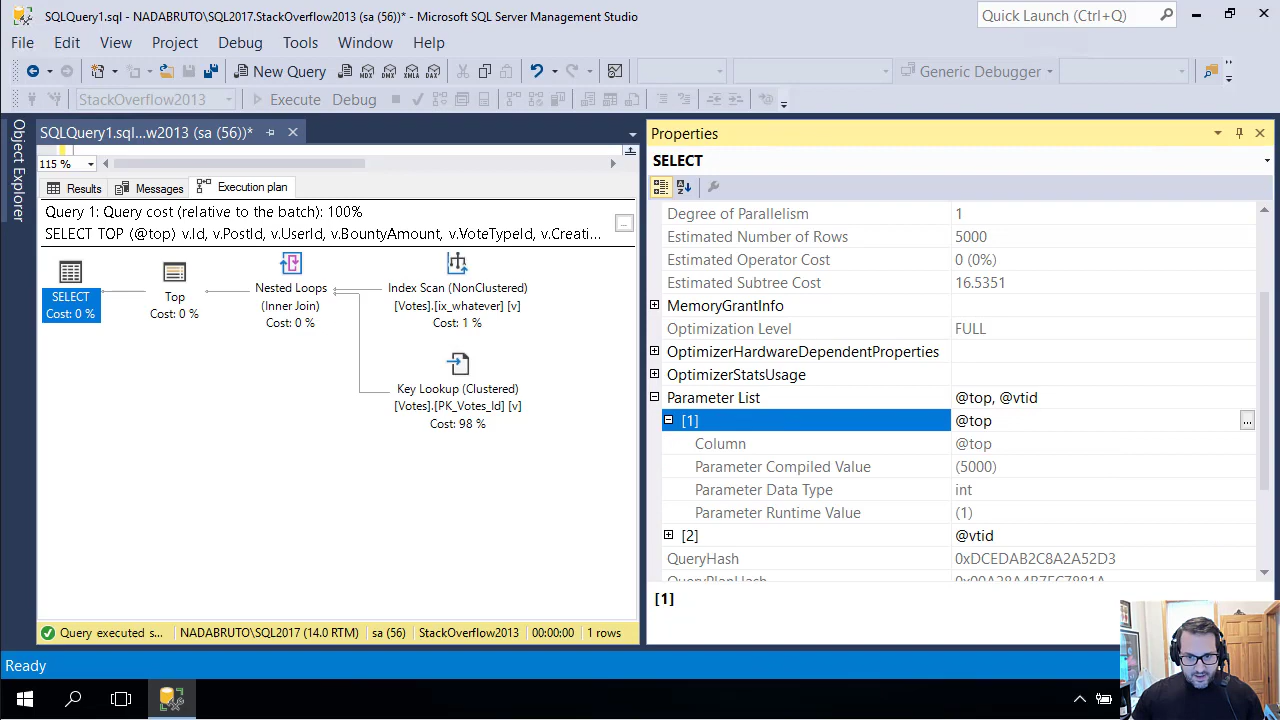 SQLQuery1.sql - NADABRUTO\SQL2017.StackOverflow2013 (sa (56))* - Microsoft SQL Server Management Studio
Quick Launch (Ctrl+Q)
File Edit View Project Debug Tools Window Help
New Query
MDX DMX XMLA DAX
Generic Debugger
StackOverflow2013
Execute Debug
Object Explorer
SQLQuery1.sql...w2013 (sa (56))*
115 %
Results Messages Execution plan
Query 1: Query cost (relative to the batch): 100%
SELECT TOP (@top) v.Id, v.PostId, v.UserId, v.BountyAmount, v.VoteTypeId, v.Creati...
...
SELECT
Cost: 0 %
Top
Cost: 0 %
Nested Loops
(Inner Join)
Cost: 0 %
Index Scan (NonClustered)
[Votes].[ix_whatever] [v]
Cost: 1 %
Key Lookup (Clustered)
[Votes].[PK_Votes_Id] [v]
Cost: 98 %
Query executed s...
NADABRUTO\SQL2017 (14.0 RTM)
sa (56)
StackOverflow2013
00:00:00
1 rows
Properties
SELECT
Degree of Parallelism 1
Estimated Number of Rows 5000
Estimated Operator Cost 0 (0%)
Estimated Subtree Cost 16.5351
MemoryGrantInfo
Optimization Level FULL
OptimizerHardwareDependentProperties
OptimizerStatsUsage
Parameter List @top, @vtid
[1] @top ...
Column @top
Parameter Compiled Value (5000)
Parameter Data Type int
Parameter Runtime Value (1)
[2] @vtid
QueryHash 0xDCEDAB2C8A2A52D3
[1]
Ready